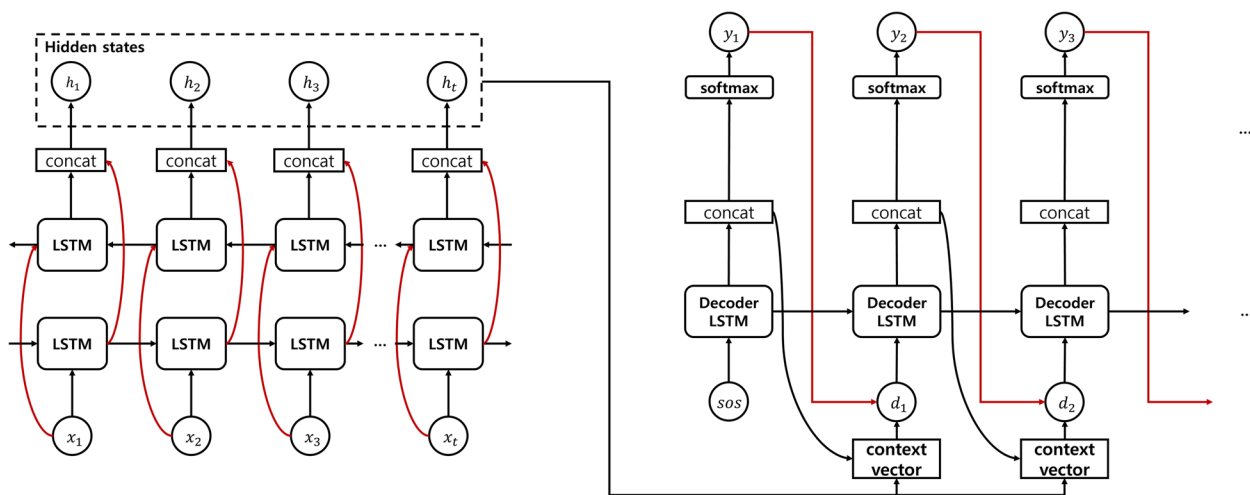 Hidden states
h₁ h₂ h₃ hₜ
concat concat concat concat
LSTM LSTM LSTM ... LSTM
LSTM LSTM LSTM ... LSTM
x₁ x₂ x₃ xₜ
y₁ y₂ y₃
softmax softmax softmax
...
concat concat concat
Decoder LSTM Decoder LSTM Decoder LSTM
...
sos d₁ d₂
context vector context vector